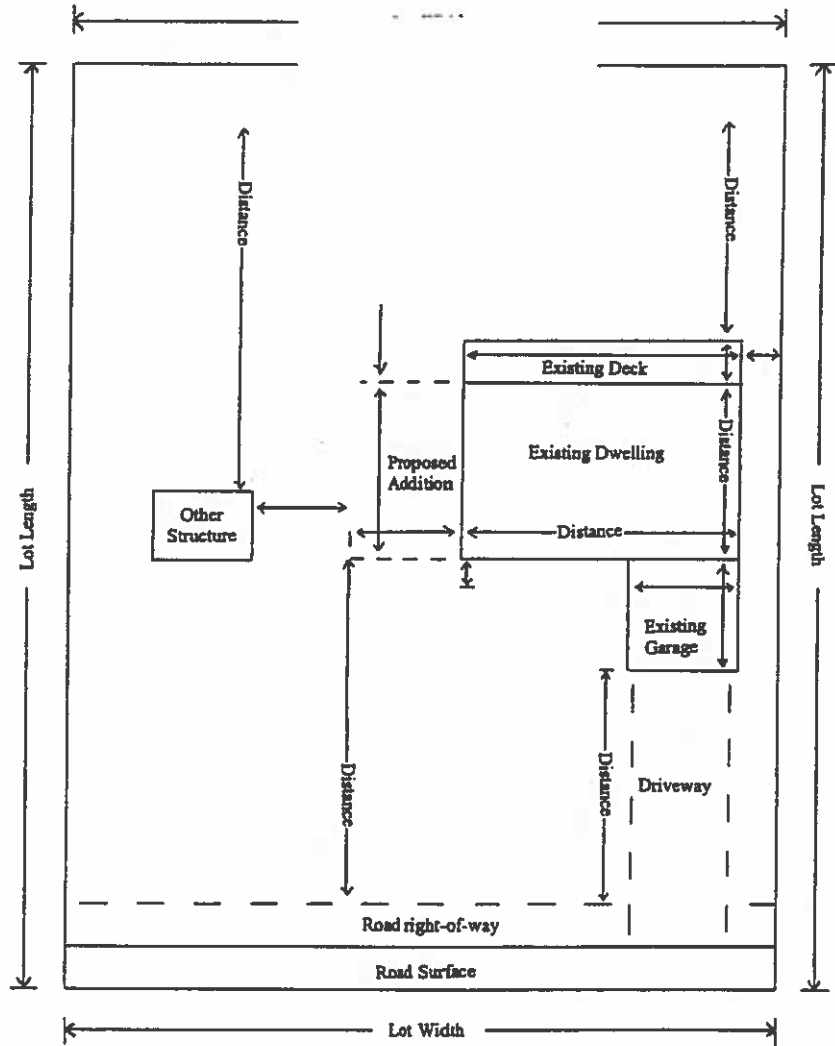 Distance
Distance
Existing Deck
Proposed
Addition
Existing Dwelling
Distance
Lot Length
Lot Length
Other
Structure
Distance
Existing
Garage
Distance
Distance
Driveway
Road right-of-way
Road Surface
Lot Width